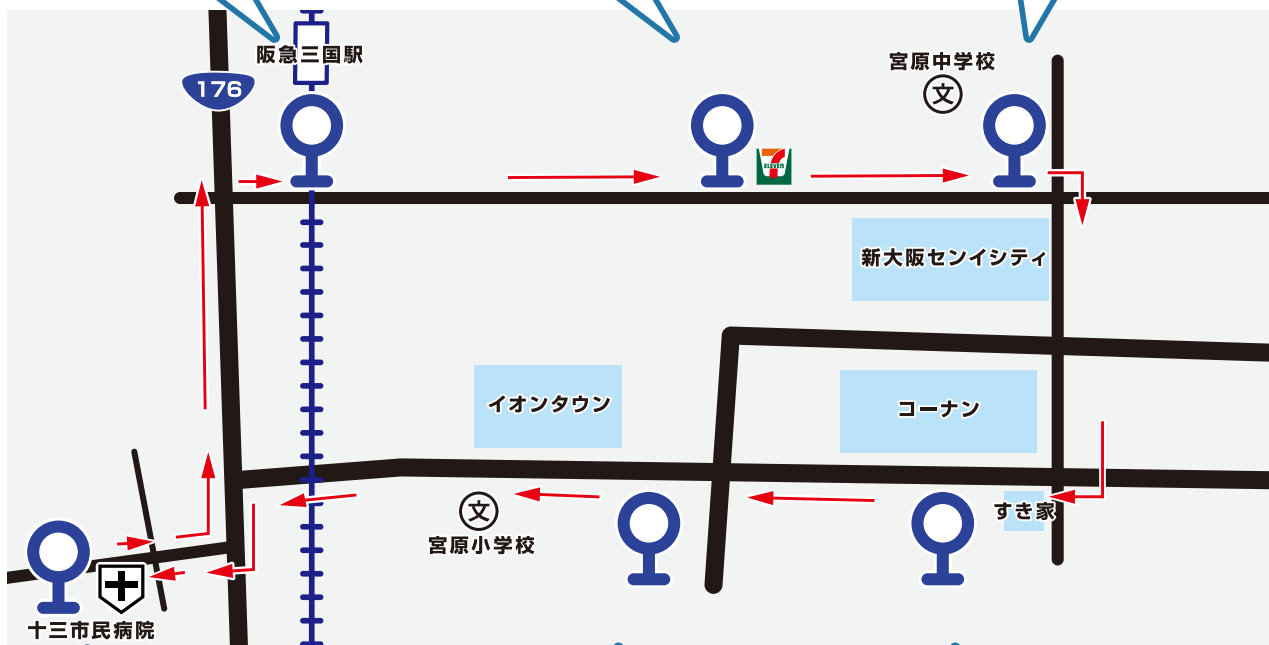 阪急三国駅
宮原中学校
文
176
7
ELEVEN
新大阪センイシティ
イオンタウン
コーナン
文
すき家
宮原小学校
十三市民病院